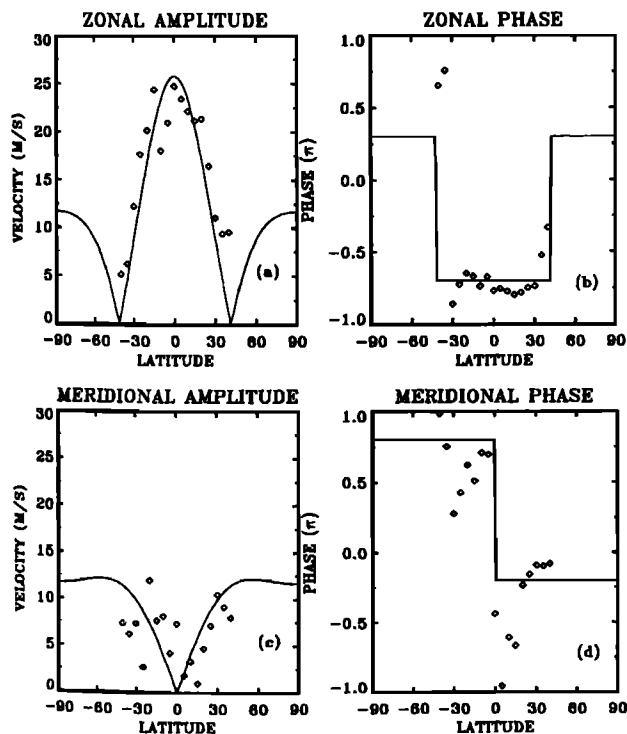 ZONAL AMPLITUDE
30
25
20
15
10
5
0
VELOCITY (M/S)
(a)
-90 -60 -30 0 30 60 90
LATITUDE
ZONAL PHASE
1.0
0.5
0.0
-0.5
-1.0
PHASE (π)
(b)
-90 -60 -30 0 30 60 90
LATITUDE
MERIDIONAL AMPLITUDE
30
25
20
15
10
5
0
VELOCITY (M/S)
(c)
-90 -60 -30 0 30 60 90
LATITUDE
MERIDIONAL PHASE
1.0
0.5
0.0
-0.5
-1.0
PHASE (π)
(d)
-90 -60 -30 0 30 60 90
LATITUDE